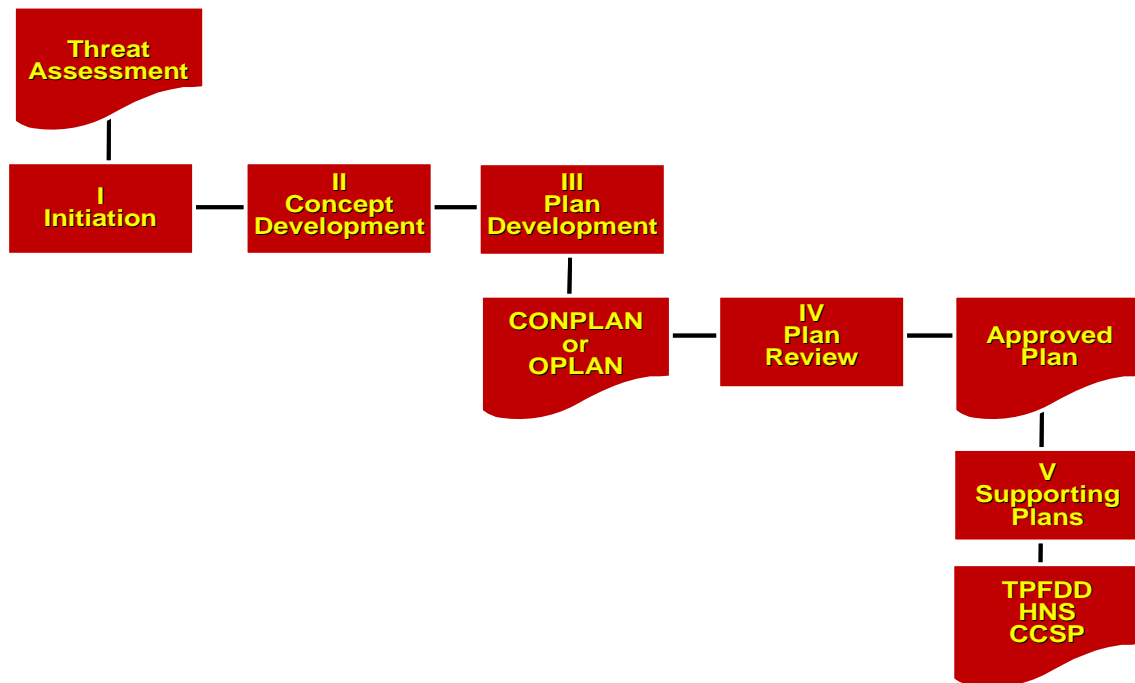 Threat
Assessment
I
Initiation
II
Concept
Development
III
Plan
Development
CONPLAN
or
OPLAN
IV
Plan
Review
Approved
Plan
V
Supporting
Plans
TPFDD
HNS
CCSP